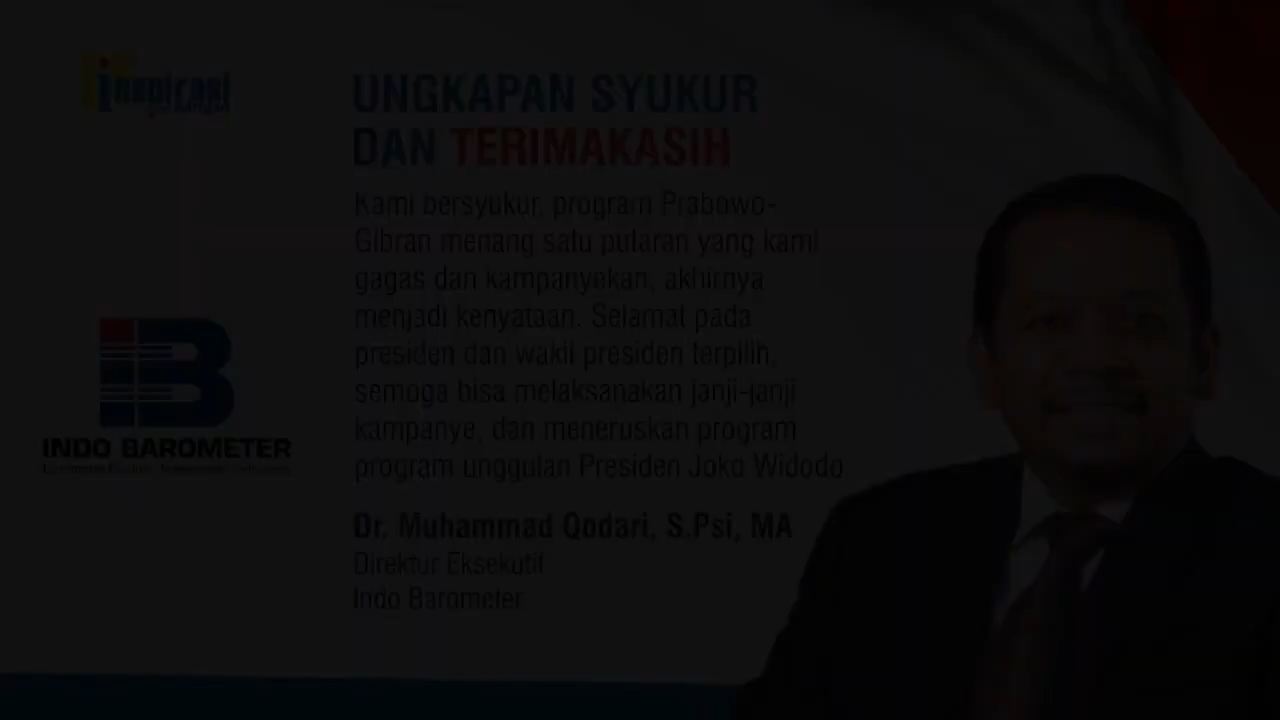 inspirasi
UNGKAPAN SYUKUR
DAN TERIMAKASIH
Kami bersyukur, program Prabowo-
Gibran menang satu putaran yang kami
gagas dan kampanyekan, akhirnya
menjadi kenyataan. Selamat pada
presiden dan wakil presiden terpilih,
semoga bisa melaksanakan janji-janji
kampanye, dan meneruskan program
program unggulan Presiden Joko Widodo
INDO BAROMETER
Dr. Muhammad Qodari, S.Psi, MA
Direktur Eksekutif
Indo Barometer